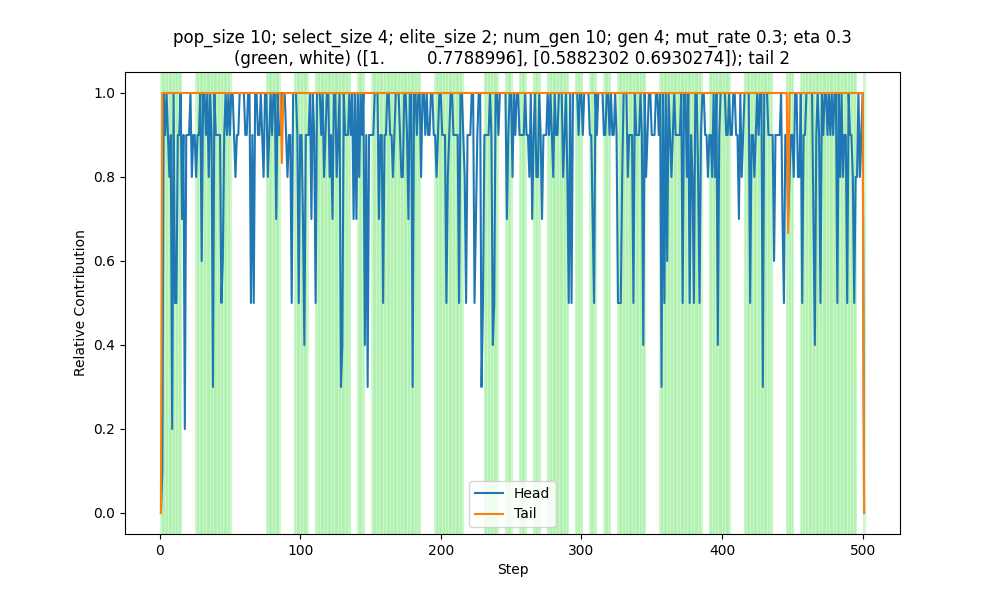 pop_size 10; select_size 4; elite_size 2; num_gen 10; gen 4; mut_rate 0.3; eta 0.3
(green, white) ([1.        0.7788996], [0.5882302 0.6930274]); tail 2
1.0
0.8
0.6
0.4
0.2
0.0
Relative Contribution
Head
Tail
0 100 200 300 400 500
Step